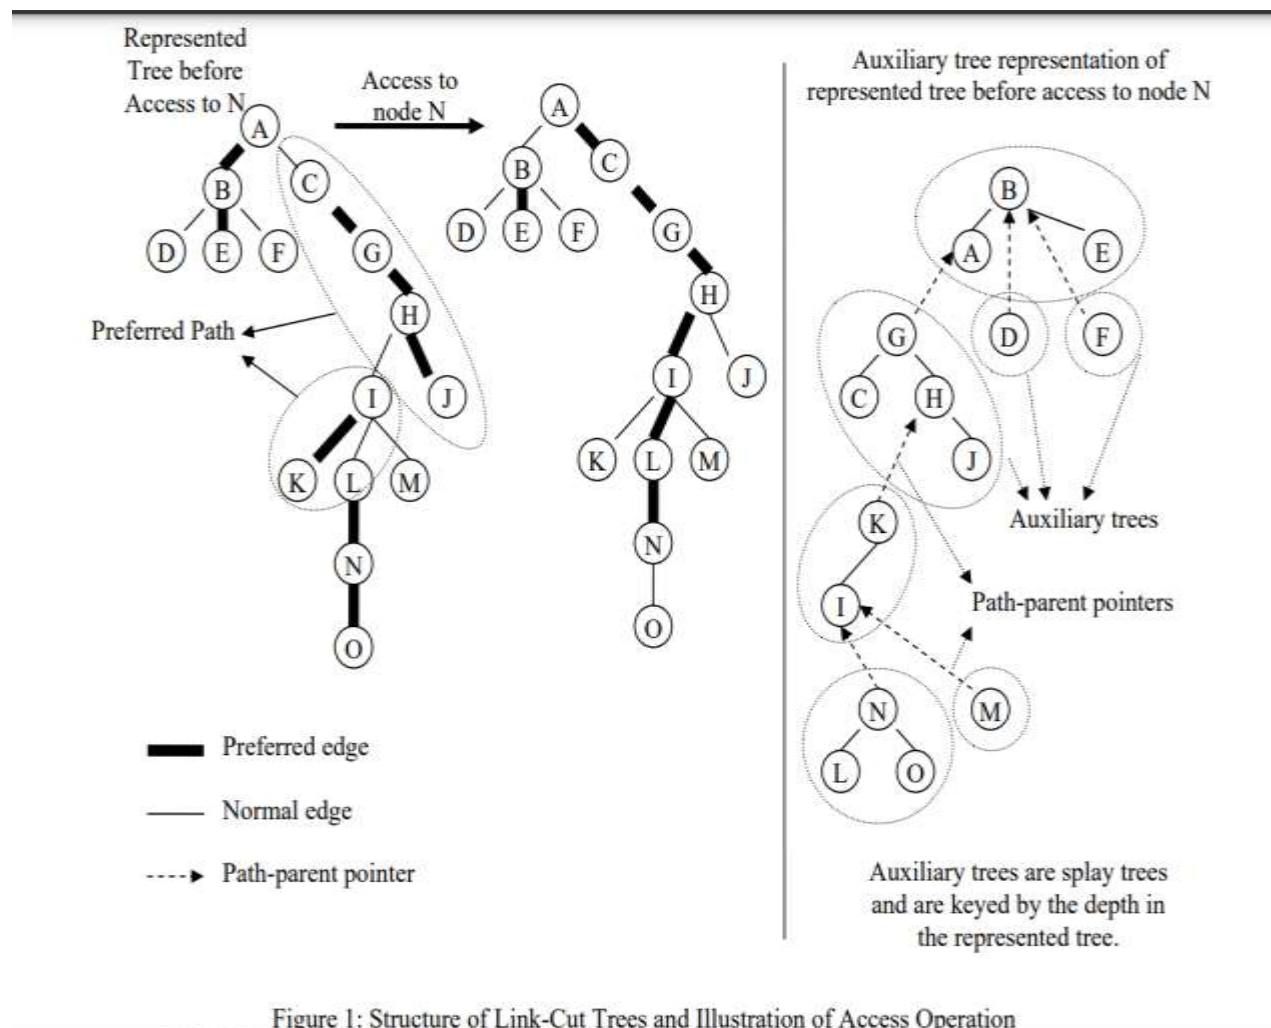 Represented
Tree before
Access to N
Access to
node N
A
B
C
D
E
F
G
H
I
J
K
L
M
N
O
Preferred Path
A
B
C
D
E
F
G
H
I
J
K
L
M
N
O
Preferred edge
Normal edge
Path-parent pointer
Auxiliary tree representation of
represented tree before access to node N
B
A
E
G
D
F
C
H
J
Auxiliary trees
K
I
Path-parent pointers
N
M
L
O
Auxiliary trees are splay trees
and are keyed by the depth in
the represented tree.
Figure 1: Structure of Link-Cut Trees and Illustration of Access Operation